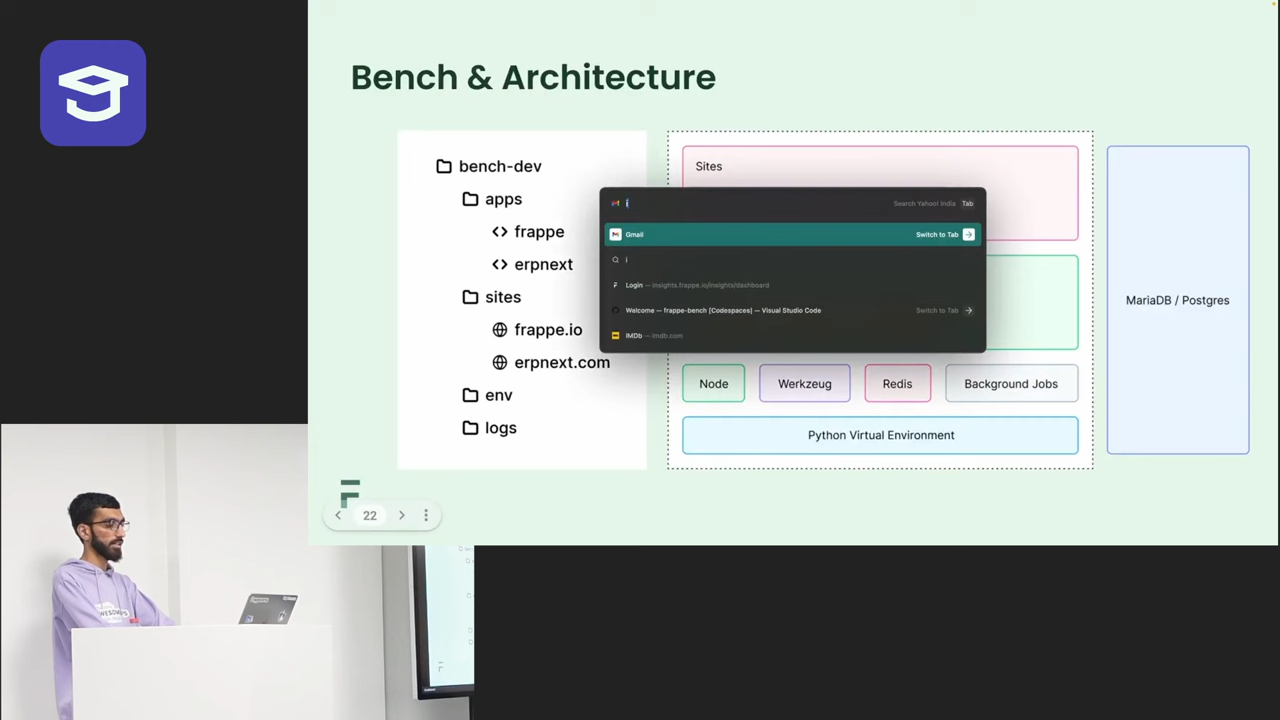 Bench & Architecture
bench-dev
apps
frappe
erpnext
sites
frappe.io
erpnext.com
env
logs
Sites
i
Search Yahoo! India
Tab
Gmail
Switch to Tab
i
Login — insights.frappe.io/insights/dashboard
Welcome — frappe-bench [Codespaces] — Visual Studio Code
Switch to Tab
IMDb — imdb.com
Node
Werkzeug
Redis
Background Jobs
Python Virtual Environment
MariaDB / Postgres
22